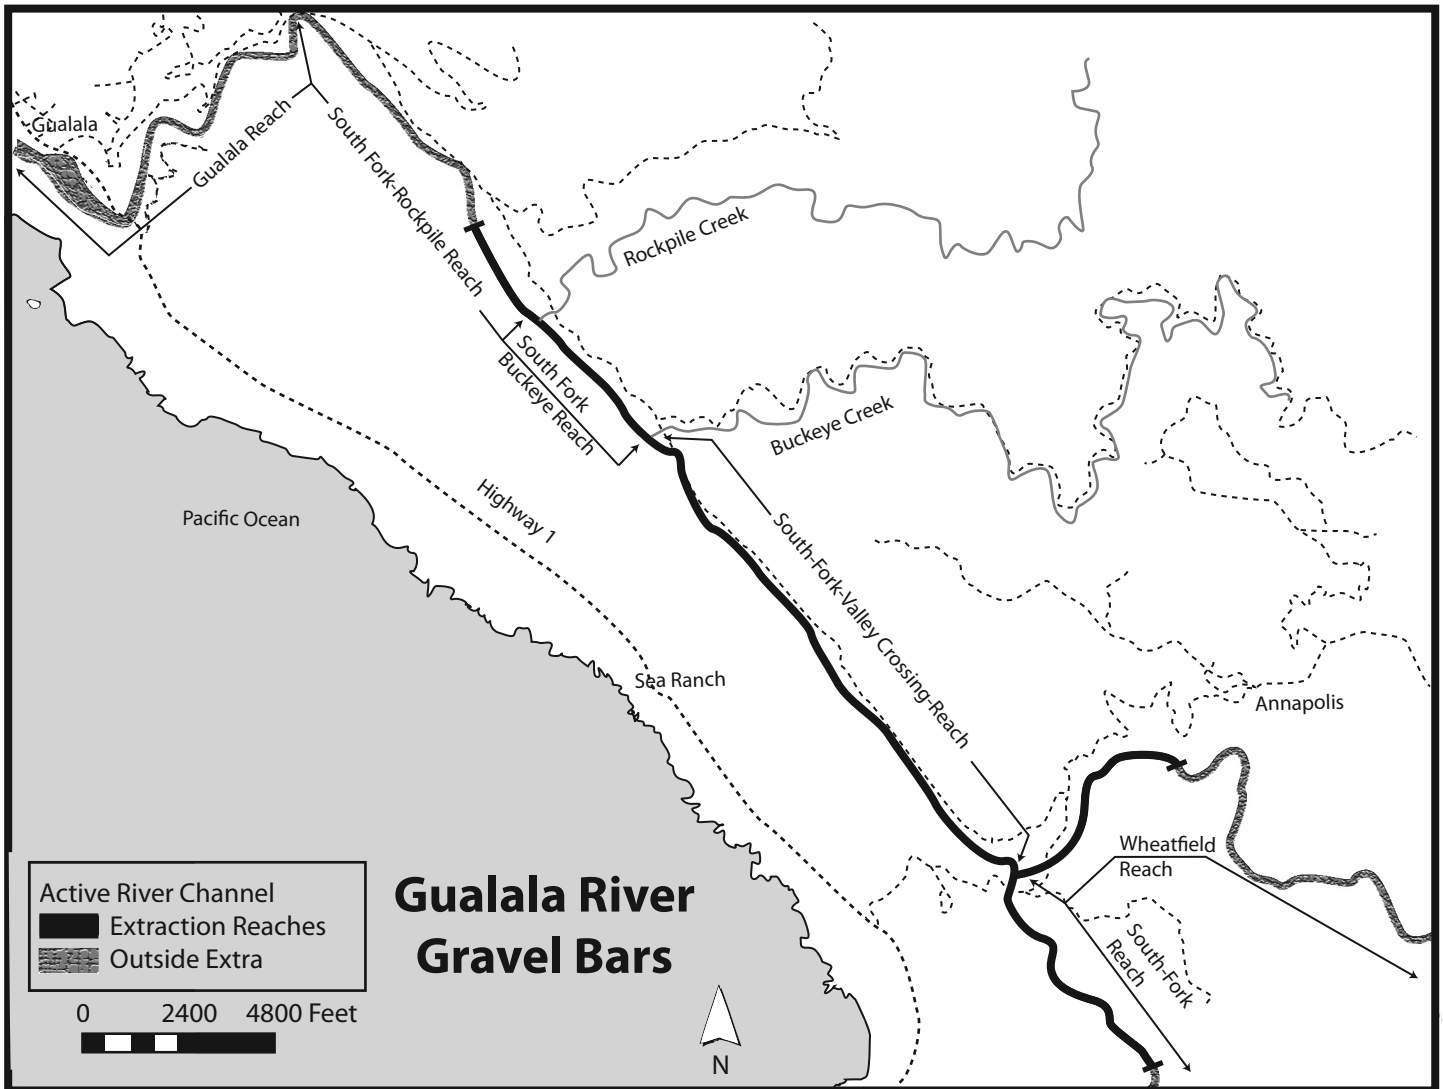 Gualala
Gualala Reach
South Fork-Rockpile Reach
Rockpile Creek
South Fork
Buckeye Reach
Buckeye Creek
Highway 1
Pacific Ocean
South-Fork-Valley Crossing-Reach
Sea Ranch
Annapolis
Wheatfield
Reach
South-Fork
Reach
Active River Channel
Extraction Reaches
Outside Extra
0 2400 4800 Feet
Gualala River
Gravel Bars
N